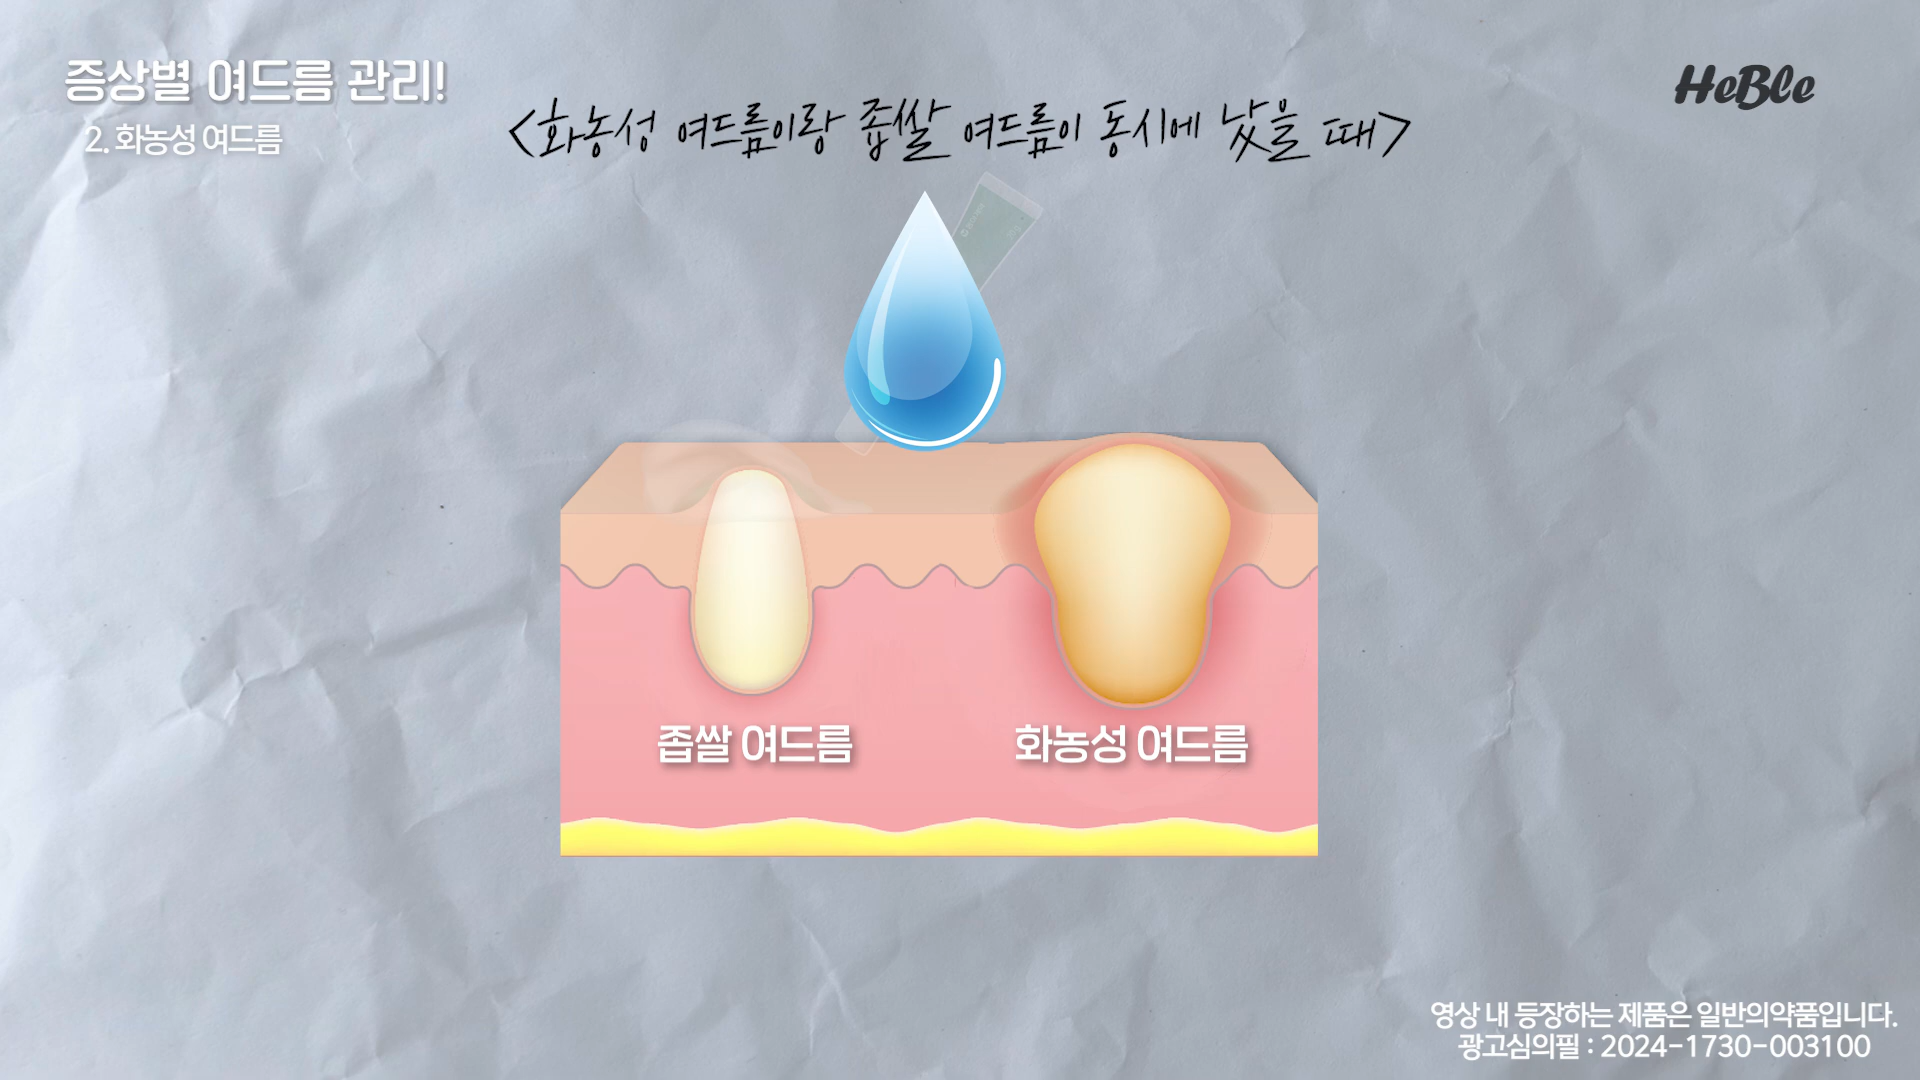 증상별 여드름 관리!
2. 화농성 여드름
<화농성 여드름이랑 좁쌀 여드름이 동시에 났을 때>
HeBle
좁쌀 여드름
화농성 여드름
영상 내 등장하는 제품은 일반의약품입니다.
광고심의필 : 2024-1730-003100